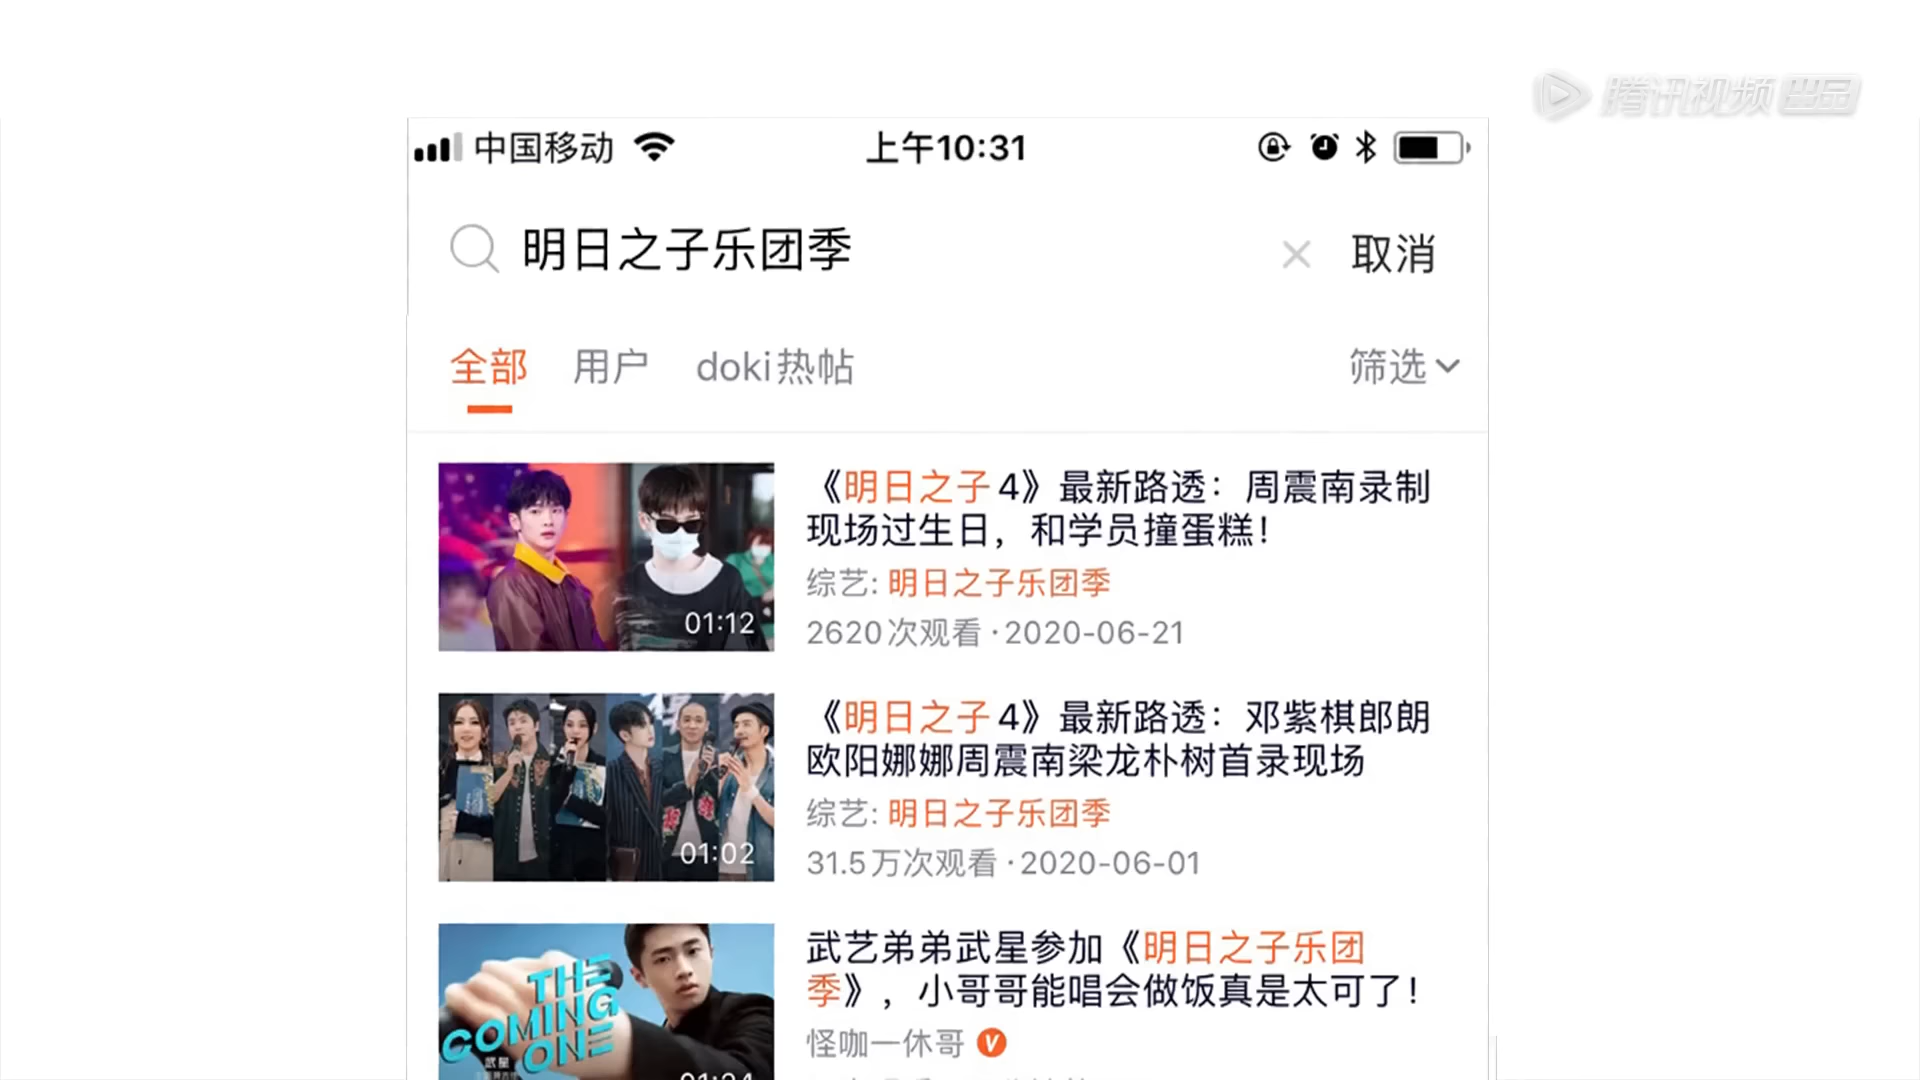 腾讯视频 出品
中国移动
上午10:31
明日之子乐团季
取消
全部
用户
doki热帖
筛选
01:12
《明日之子4》最新路透：周震南录制
现场过生日，和学员撞蛋糕！
综艺: 明日之子乐团季
2620次观看·2020-06-21
01:02
《明日之子4》最新路透：邓紫棋郎朗
欧阳娜娜周震南梁龙朴树首录现场
综艺: 明日之子乐团季
31.5万次观看·2020-06-01
THE
COMING
ONE
武星
武艺弟弟武星参加《明日之子乐团
季》，小哥哥能唱会做饭真是太可了！
怪咖一休哥